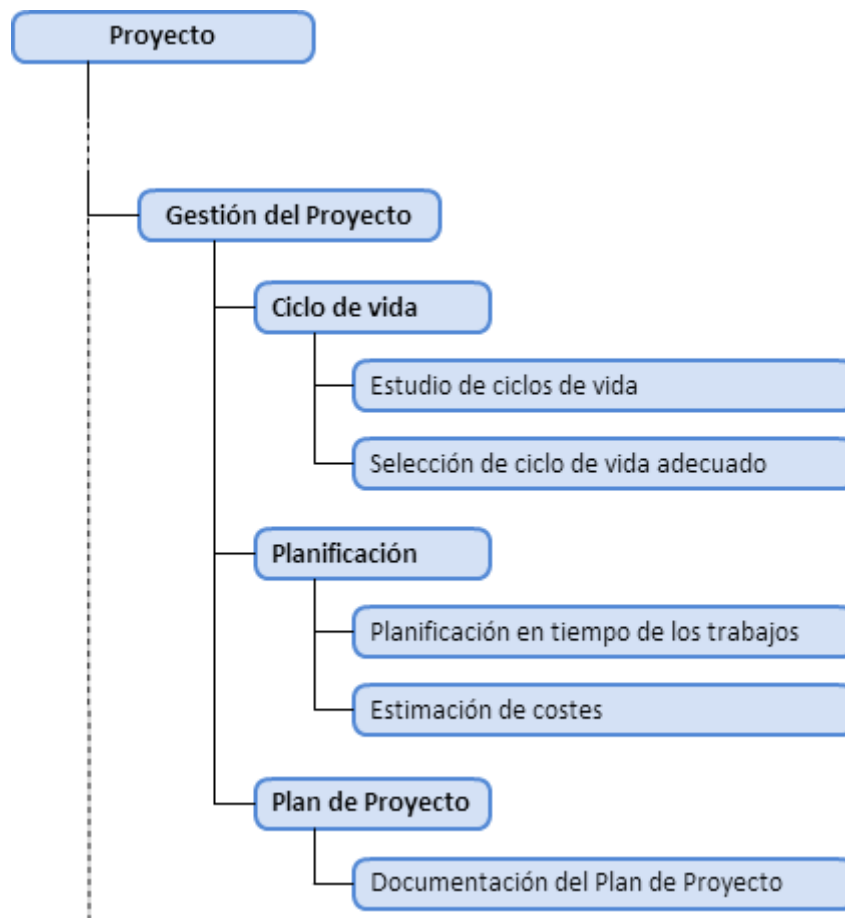 Proyecto
Gestión del Proyecto
Ciclo de vida
Estudio de ciclos de vida
Selección de ciclo de vida adecuado
Planificación
Planificación en tiempo de los trabajos
Estimación de costes
Plan de Proyecto
Documentación del Plan de Proyecto